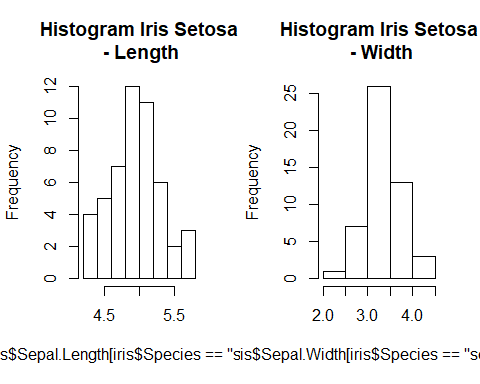 Histogram Iris Setosa
- Length
Frequency
0 2 4 6 8 10 12
4.5 5.5
s$Sepal.Length[iris$Species == "s
Histogram Iris Setosa
- Width
Frequency
0 5 10 15 20 25
2.0 3.0 4.0
is$Sepal.Width[iris$Species == "se